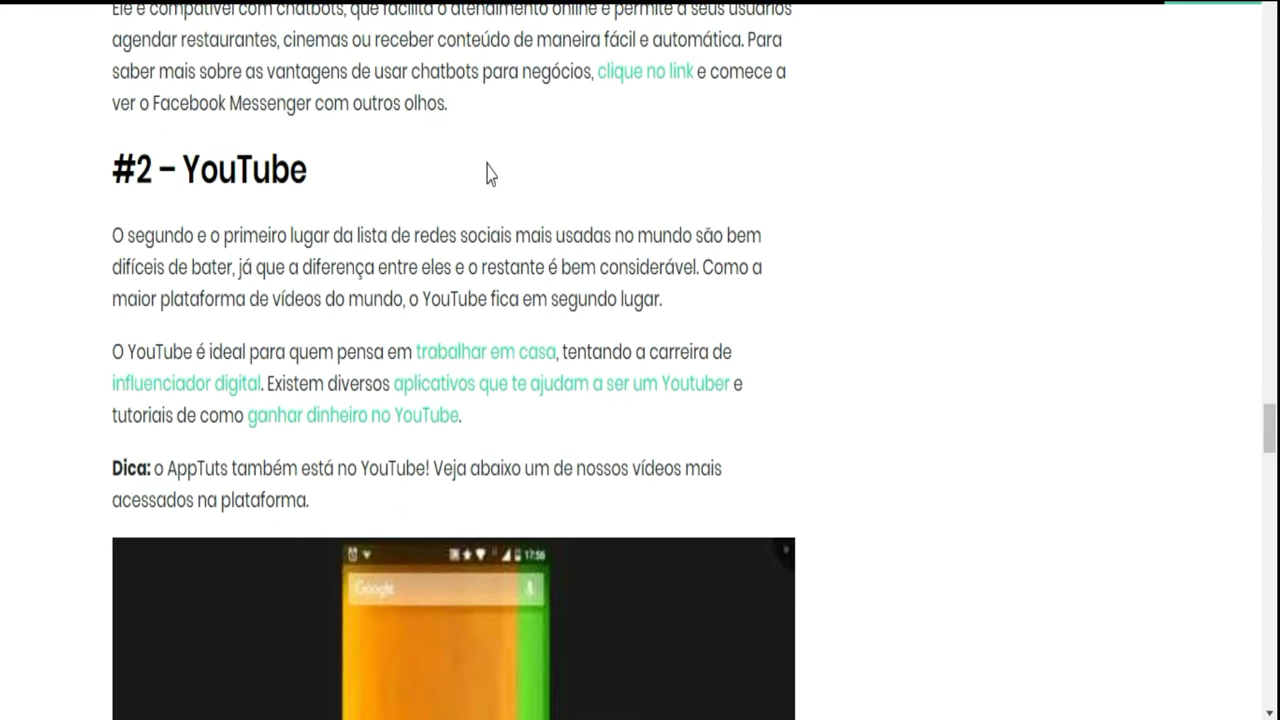 Ele é compatível com chatbots, que facilita o atendimento online e permite a seus usuários
agendar restaurantes, cinemas ou receber conteúdo de maneira fácil e automática. Para
saber mais sobre as vantagens de usar chatbots para negócios, clique no link e comece a
ver o Facebook Messenger com outros olhos.
#2 – YouTube
O segundo e o primeiro lugar da lista de redes sociais mais usadas no mundo são bem
difíceis de bater, já que a diferença entre eles e o restante é bem considerável. Como a
maior plataforma de vídeos do mundo, o YouTube fica em segundo lugar.
O YouTube é ideal para quem pensa em trabalhar em casa, tentando a carreira de
influenciador digital. Existem diversos aplicativos que te ajudam a ser um Youtuber e
tutoriais de como ganhar dinheiro no YouTube.
Dica: o AppTuts também está no YouTube! Veja abaixo um de nossos vídeos mais
acessados na plataforma.
17:56
Google